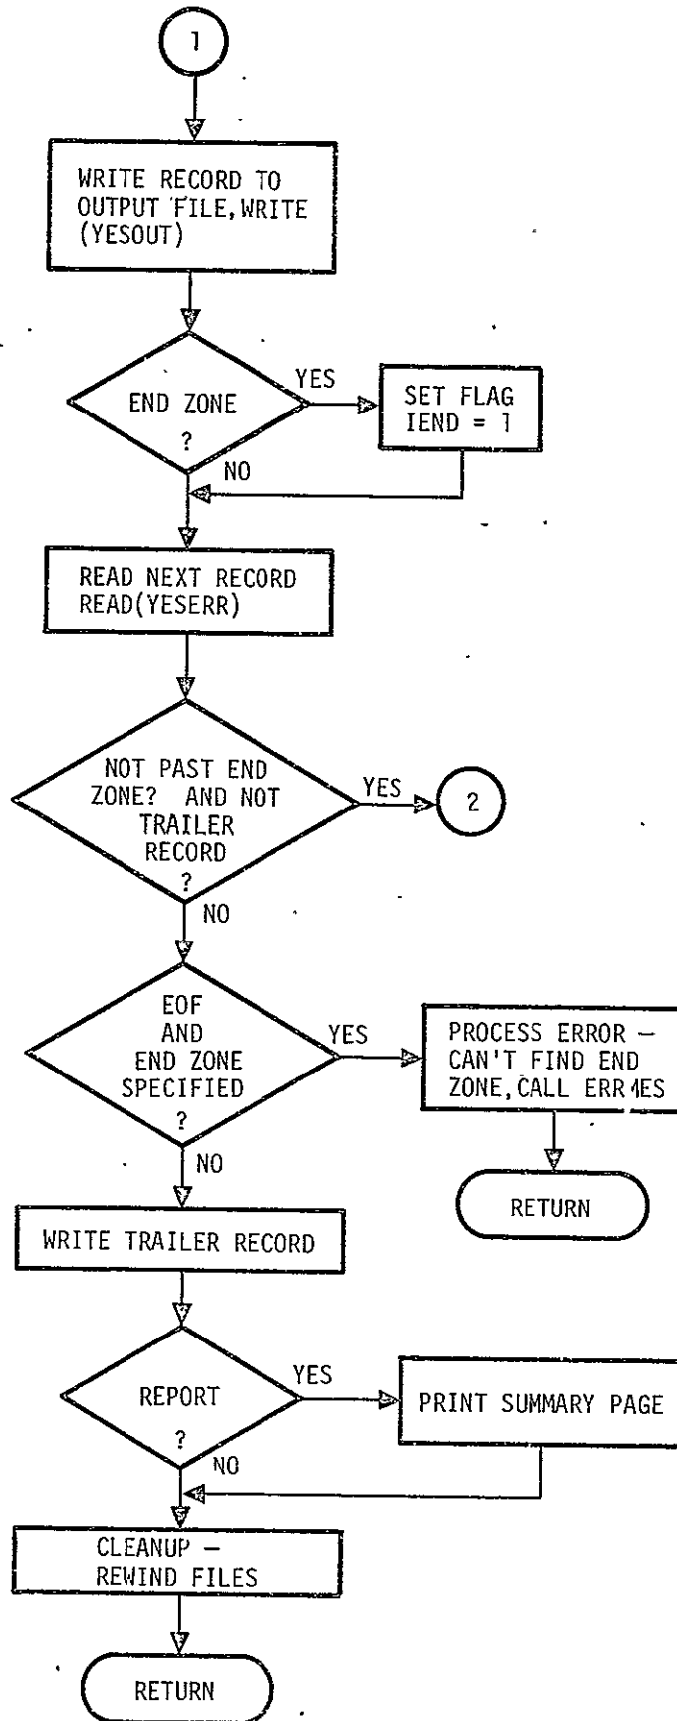 1
WRITE RECORD TO
OUTPUT FILE, WRITE
(YESOUT)
END ZONE
?
YES
SET FLAG
IEND = 1
NO
READ NEXT RECORD
READ(YESERR)
NOT PAST END
ZONE? AND NOT
TRAILER
RECORD
?
YES
2
NO
EOF
AND
END ZONE
SPECIFIED
?
YES
PROCESS ERROR —
CAN'T FIND END
ZONE, CALL
NO
RETURN
WRITE TRAILER RECORD
REPORT
?
YES
PRINT SUMMARY PAGE
NO
CLEANUP —
REWIND FILES
RETURN